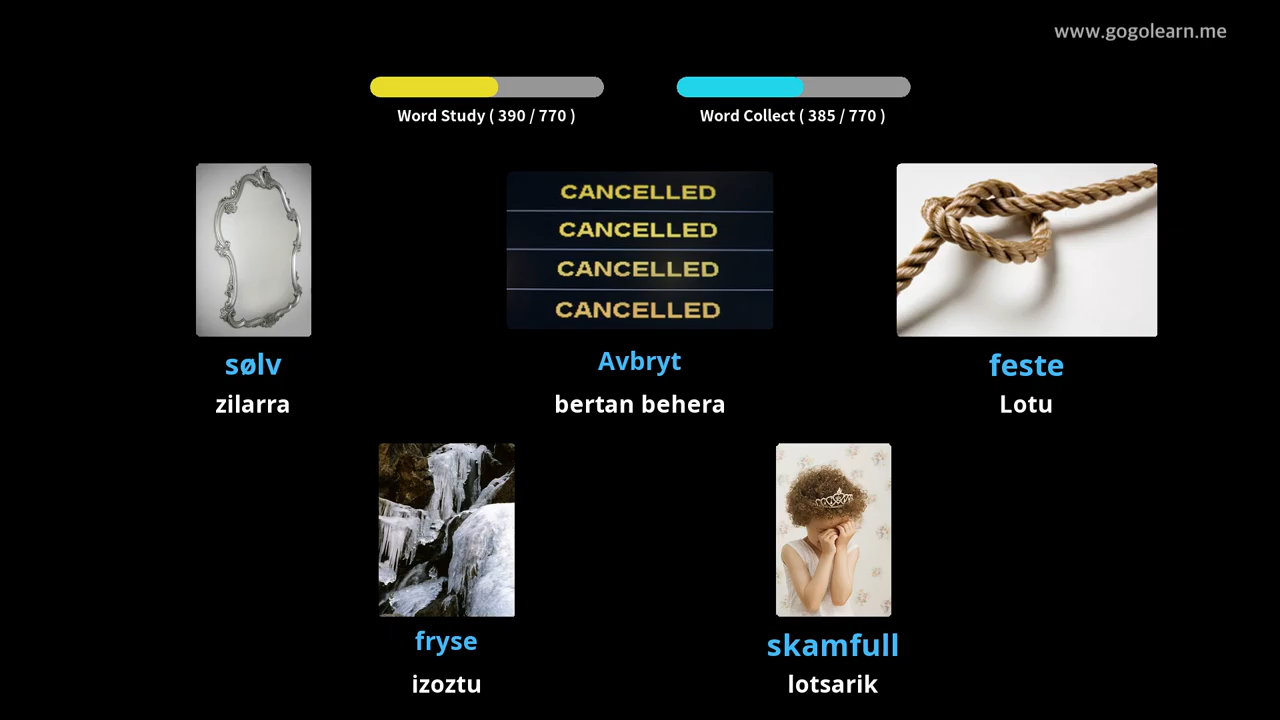 www.gogolearn.me
Word Study ( 390 / 770 )
Word Collect ( 385 / 770 )
CANCELLED
CANCELLED
CANCELLED
CANCELLED
sølv
zilarra
Avbryt
bertan behera
feste
Lotu
fryse
izoztu
skamfull
lotsarik